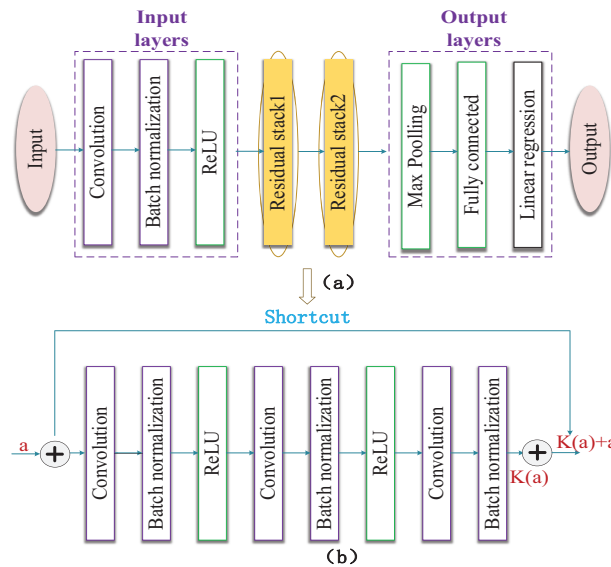 Input
layers
Output
layers
Input
Convolution
Batch normalization
ReLU
Residual stack1
Residual stack2
Max Poolling
Fully connected
Linear regression
Output
(a)
Shortcut
a
+
Convolution
Batch normalization
ReLU
Convolution
Batch normalization
ReLU
Convolution
Batch normalization
K(a)
+
K(a)+a
(b)